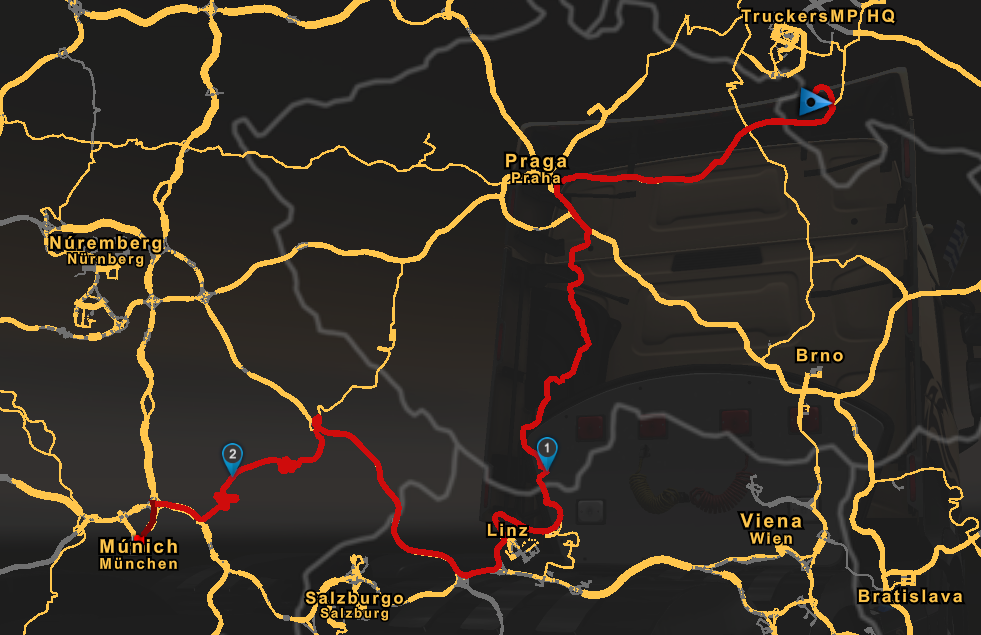 TruckersMP HQ
Praga
Praha
Núremberg
Nürnberg
Brno
2
1
Linz
Viena
Wien
Múnich
München
Salzburgo
Salzburg
Bratislava